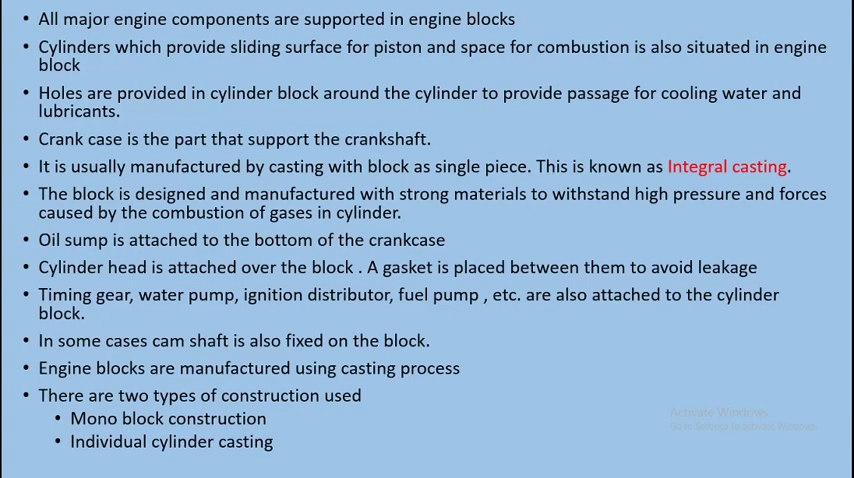 • All major engine components are supported in engine blocks
• Cylinders which provide sliding surface for piston and space for combustion is also situated in engine
block
• Holes are provided in cylinder block around the cylinder to provide passage for cooling water and
lubricants.
• Crank case is the part that support the crankshaft.
• It is usually manufactured by casting with block as single piece. This is known as Integral casting.
• The block is designed and manufactured with strong materials to withstand high pressure and forces
caused by the combustion of gases in cylinder.
• Oil sump is attached to the bottom of the crankcase
• Cylinder head is attached over the block . A gasket is placed between them to avoid leakage
• Timing gear, water pump, ignition distributor, fuel pump , etc. are also attached to the cylinder
block.
• In some cases cam shaft is also fixed on the block.
• Engine blocks are manufactured using casting process
• There are two types of construction used
• Mono block construction
• Individual cylinder casting
Activate Windows
Go to Settings to activate Windows.